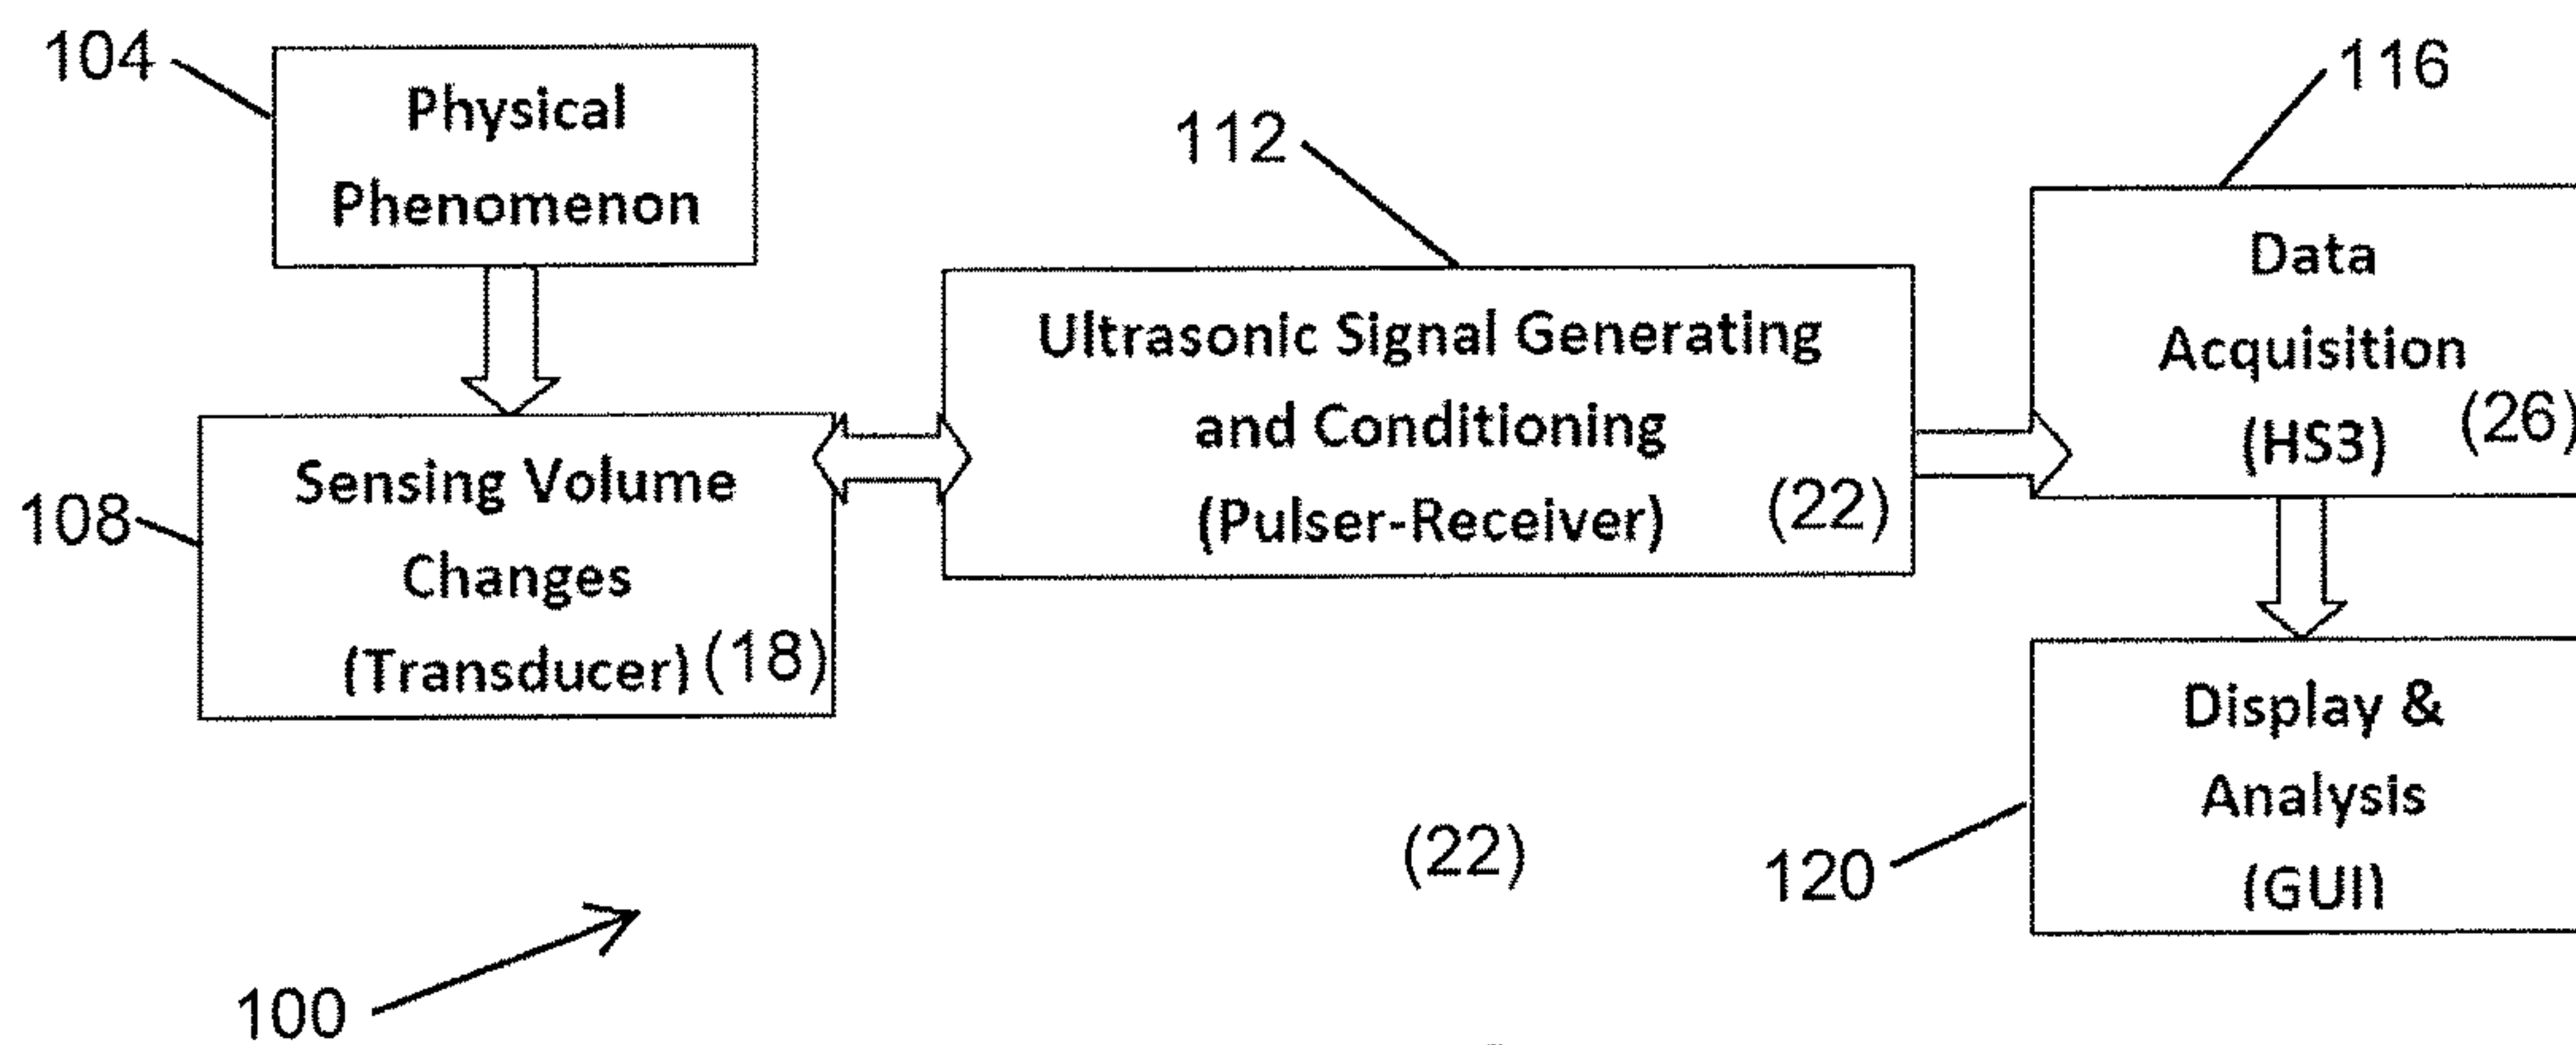 104
Physical
Phenomenon
108
Sensing Volume
Changes
(Transducer) (18)
112
Ultrasonic Signal Generating
and Conditioning
(Pulser-Receiver) (22)
116
Data
Acquisition
(HS3) (26)
120
Display &
Analysis
(GUI)
(22)
100